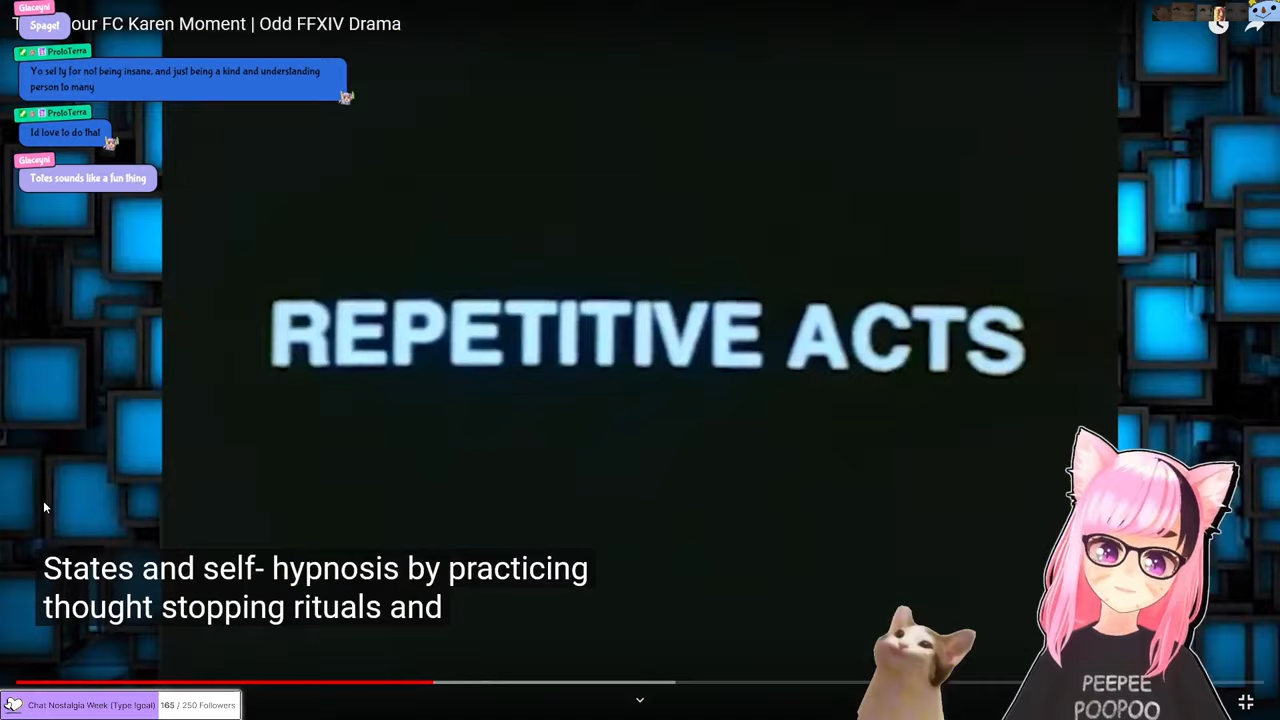 Glaceyni
Spaget
our FC Karen Moment | Odd FFXIV Drama
ProtoTerra
Yo sel ly for not being insane, and just being a kind and understanding
person to many
ProtoTerra
Id love to do that
Glaceyni
Totes sounds like a fun thing
REPETITIVE ACTS
States and self- hypnosis by practicing
thought stopping rituals and
PEEPEE
POOPOO
Chat Nostalgia Week (Type !goal) 165 / 250 Followers